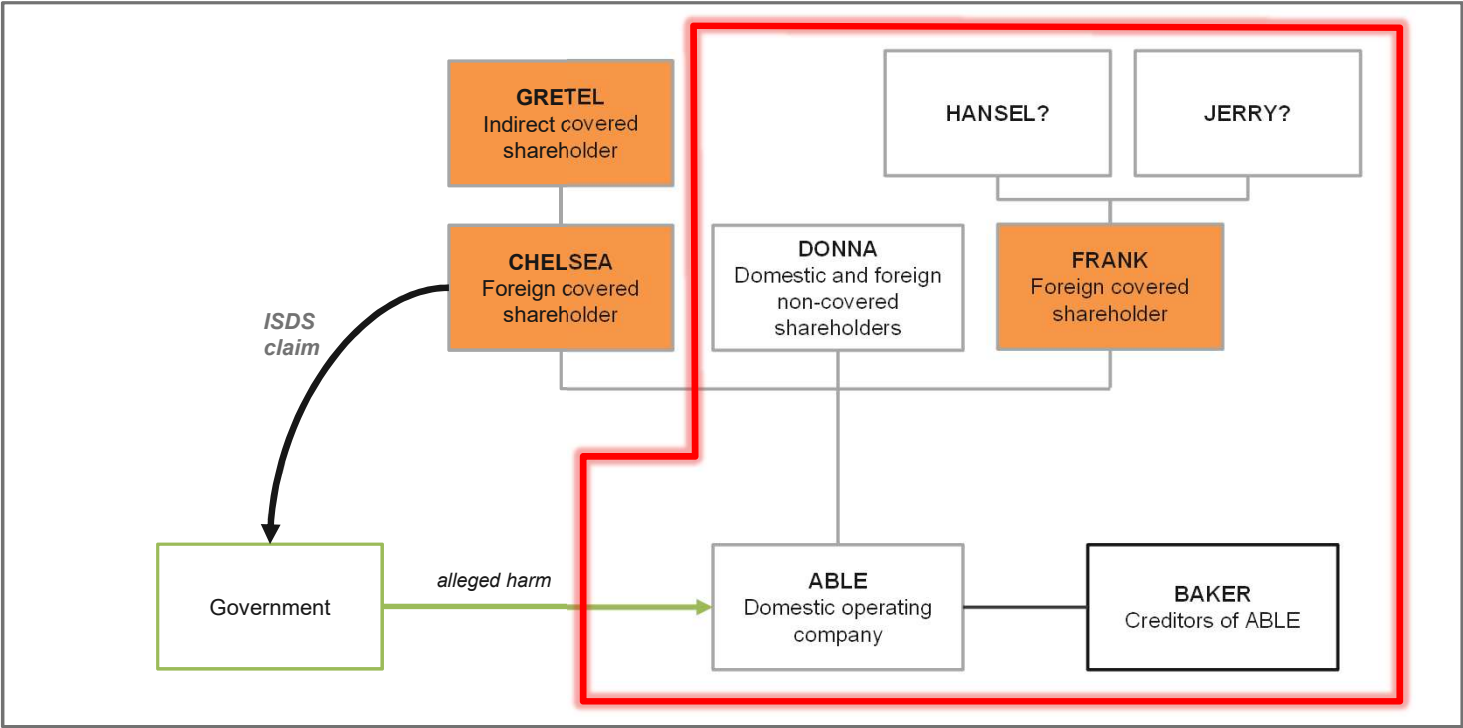 GRETEL
Indirect covered
shareholder
HANSEL?
JERRY?
CHELSEA
Foreign covered
shareholder
DONNA
Domestic and foreign
non-covered
shareholders
FRANK
Foreign covered
shareholder
ISDS
claim
Government
alleged harm
ABLE
Domestic operating
company
BAKER
Creditors of ABLE